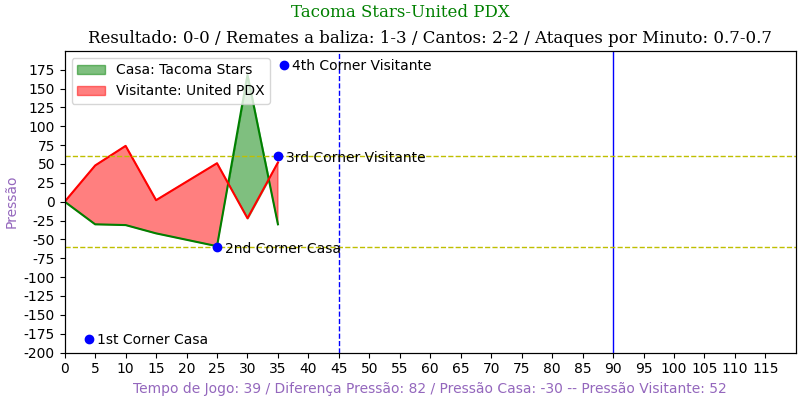 Tacoma Stars-United PDX
Resultado: 0-0 / Remates a baliza: 1-3 / Cantos: 2-2 / Ataques por Minuto: 0.7-0.7
Casa: Tacoma Stars
Visitante: United PDX
4th Corner Visitante
3rd Corner Visitante
2nd Corner Casa
1st Corner Casa
Pressão
175
150
125
100
75
50
25
0
-25
-50
-75
-100
-125
-150
-175
-200
0 5 10 15 20 25 30 35 40 45 50 55 60 65 70 75 80 85 90 95 100 105 110 115
Tempo de Jogo: 39 / Diferença Pressão: 82 / Pressão Casa: -30 -- Pressão Visitante: 52